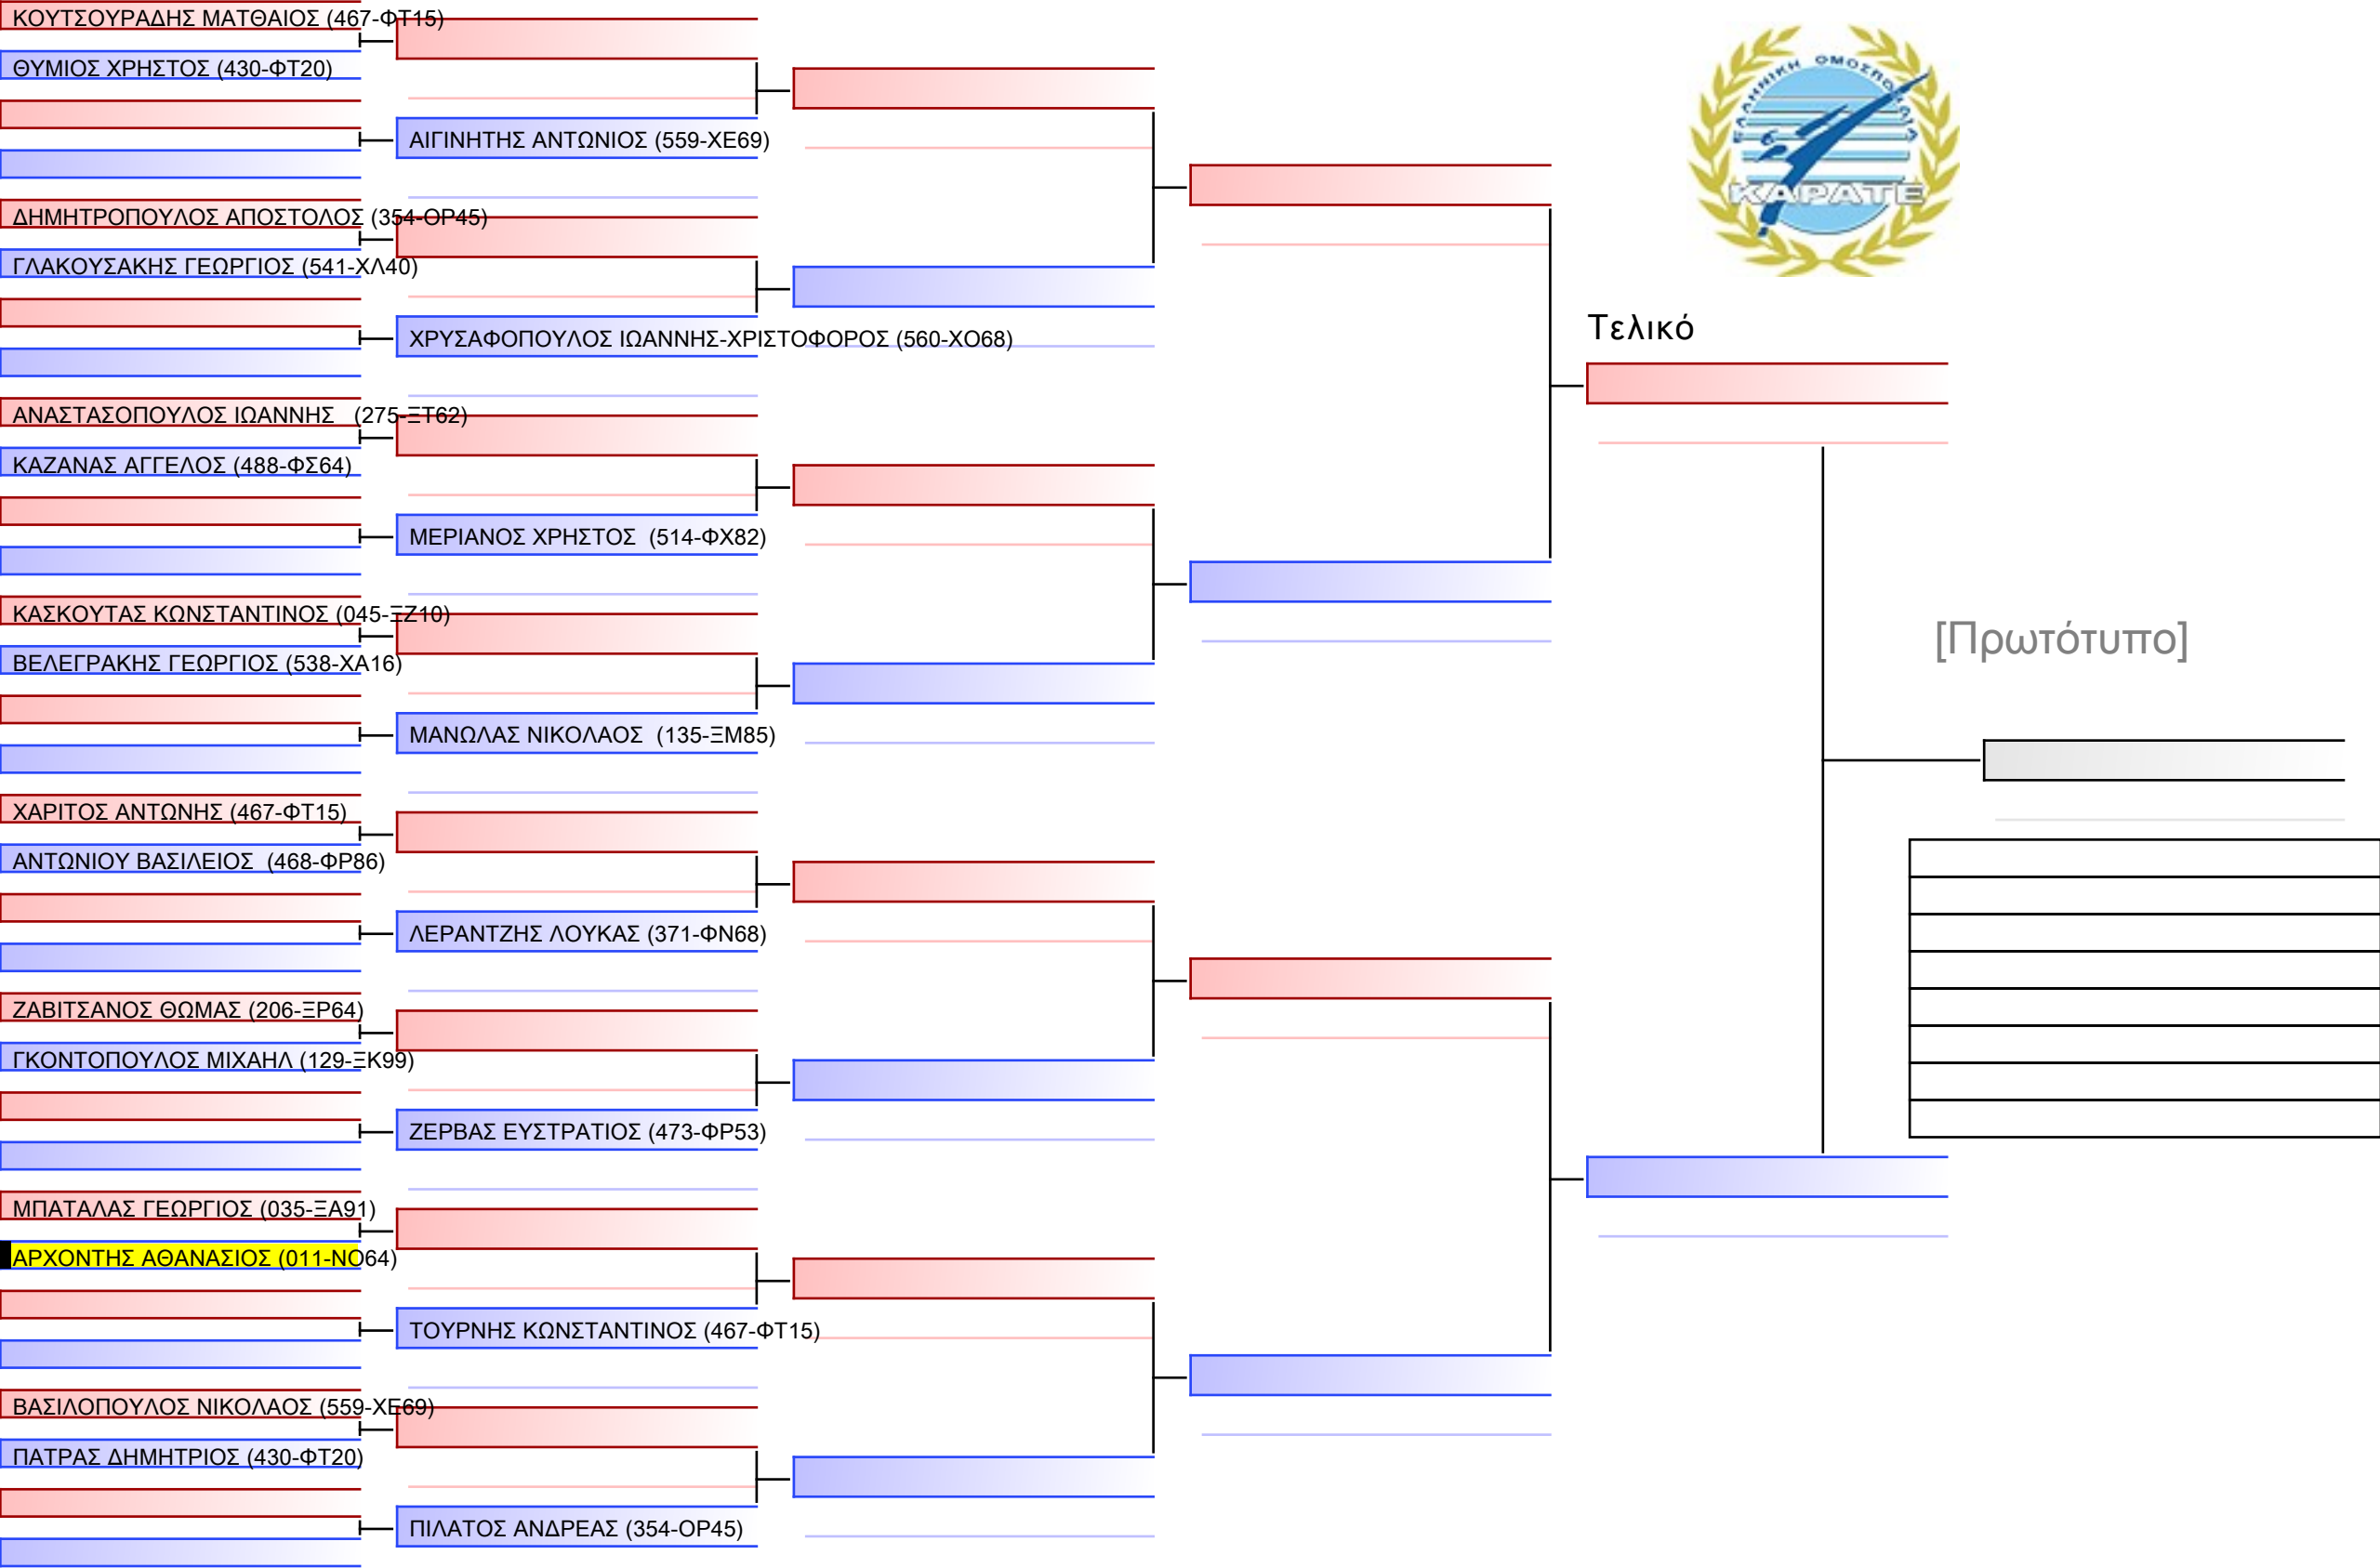 ΚΟΥΤΣΟΥΡΑΔΗΣ ΜΑΤΘΑΙΟΣ (467-ΦΤ15)
ΘΥΜΙΟΣ ΧΡΗΣΤΟΣ (430-ΦΤ20)
ΑΙΓΙΝΗΤΗΣ ΑΝΤΩΝΙΟΣ (559-ΧΕ69)
ΔΗΜΗΤΡΟΠΟΥΛΟΣ ΑΠΟΣΤΟΛΟΣ (354-ΟΡ45)
ΓΛΑΚΟΥΣΑΚΗΣ ΓΕΩΡΓΙΟΣ (541-ΧΛ40)
ΧΡΥΣΑΦΟΠΟΥΛΟΣ ΙΩΑΝΝΗΣ-ΧΡΙΣΤΟΦΟΡΟΣ (560-ΧΟ68)
ΑΝΑΣΤΑΣΟΠΟΥΛΟΣ ΙΩΑΝΝΗΣ (275-ΞΤ62)
ΚΑΖΑΝΑΣ ΑΓΓΕΛΟΣ (488-ΦΣ64)
ΜΕΡΙΑΝΟΣ ΧΡΗΣΤΟΣ (514-ΦΧ82)
ΚΑΣΚΟΥΤΑΣ ΚΩΝΣΤΑΝΤΙΝΟΣ (045-ΞΖ10)
ΒΕΛΕΓΡΑΚΗΣ ΓΕΩΡΓΙΟΣ (538-ΧΑ16)
ΜΑΝΩΛΑΣ ΝΙΚΟΛΑΟΣ (135-ΞΜ85)
ΧΑΡΙΤΟΣ ΑΝΤΩΝΗΣ (467-ΦΤ15)
ΑΝΤΩΝΙΟΥ ΒΑΣΙΛΕΙΟΣ (468-ΦΡ86)
ΛΕΡΑΝΤΖΗΣ ΛΟΥΚΑΣ (371-ΦΝ68)
ΖΑΒΙΤΣΑΝΟΣ ΘΩΜΑΣ (206-ΞΡ64)
ΓΚΟΝΤΟΠΟΥΛΟΣ ΜΙΧΑΗΛ (129-ΞΚ99)
ΖΕΡΒΑΣ ΕΥΣΤΡΑΤΙΟΣ (473-ΦΡ53)
ΜΠΑΤΑΛΑΣ ΓΕΩΡΓΙΟΣ (035-ΞΑ91)
ΑΡΧΟΝΤΗΣ ΑΘΑΝΑΣΙΟΣ (011-ΝΟ64)
ΤΟΥΡΝΗΣ ΚΩΝΣΤΑΝΤΙΝΟΣ (467-ΦΤ15)
ΒΑΣΙΛΟΠΟΥΛΟΣ ΝΙΚΟΛΑΟΣ (559-ΧΕ69)
ΠΑΤΡΑΣ ΔΗΜΗΤΡΙΟΣ (430-ΦΤ20)
ΠΙΛΑΤΟΣ ΑΝΔΡΕΑΣ (354-ΟΡ45)
ΕΛΛΗΝΙΚΗ ΟΜΟΣΠΟΝΔΙΑ
ΚΑΡΑΤΕ
Τελικό
[Πρωτότυπο]